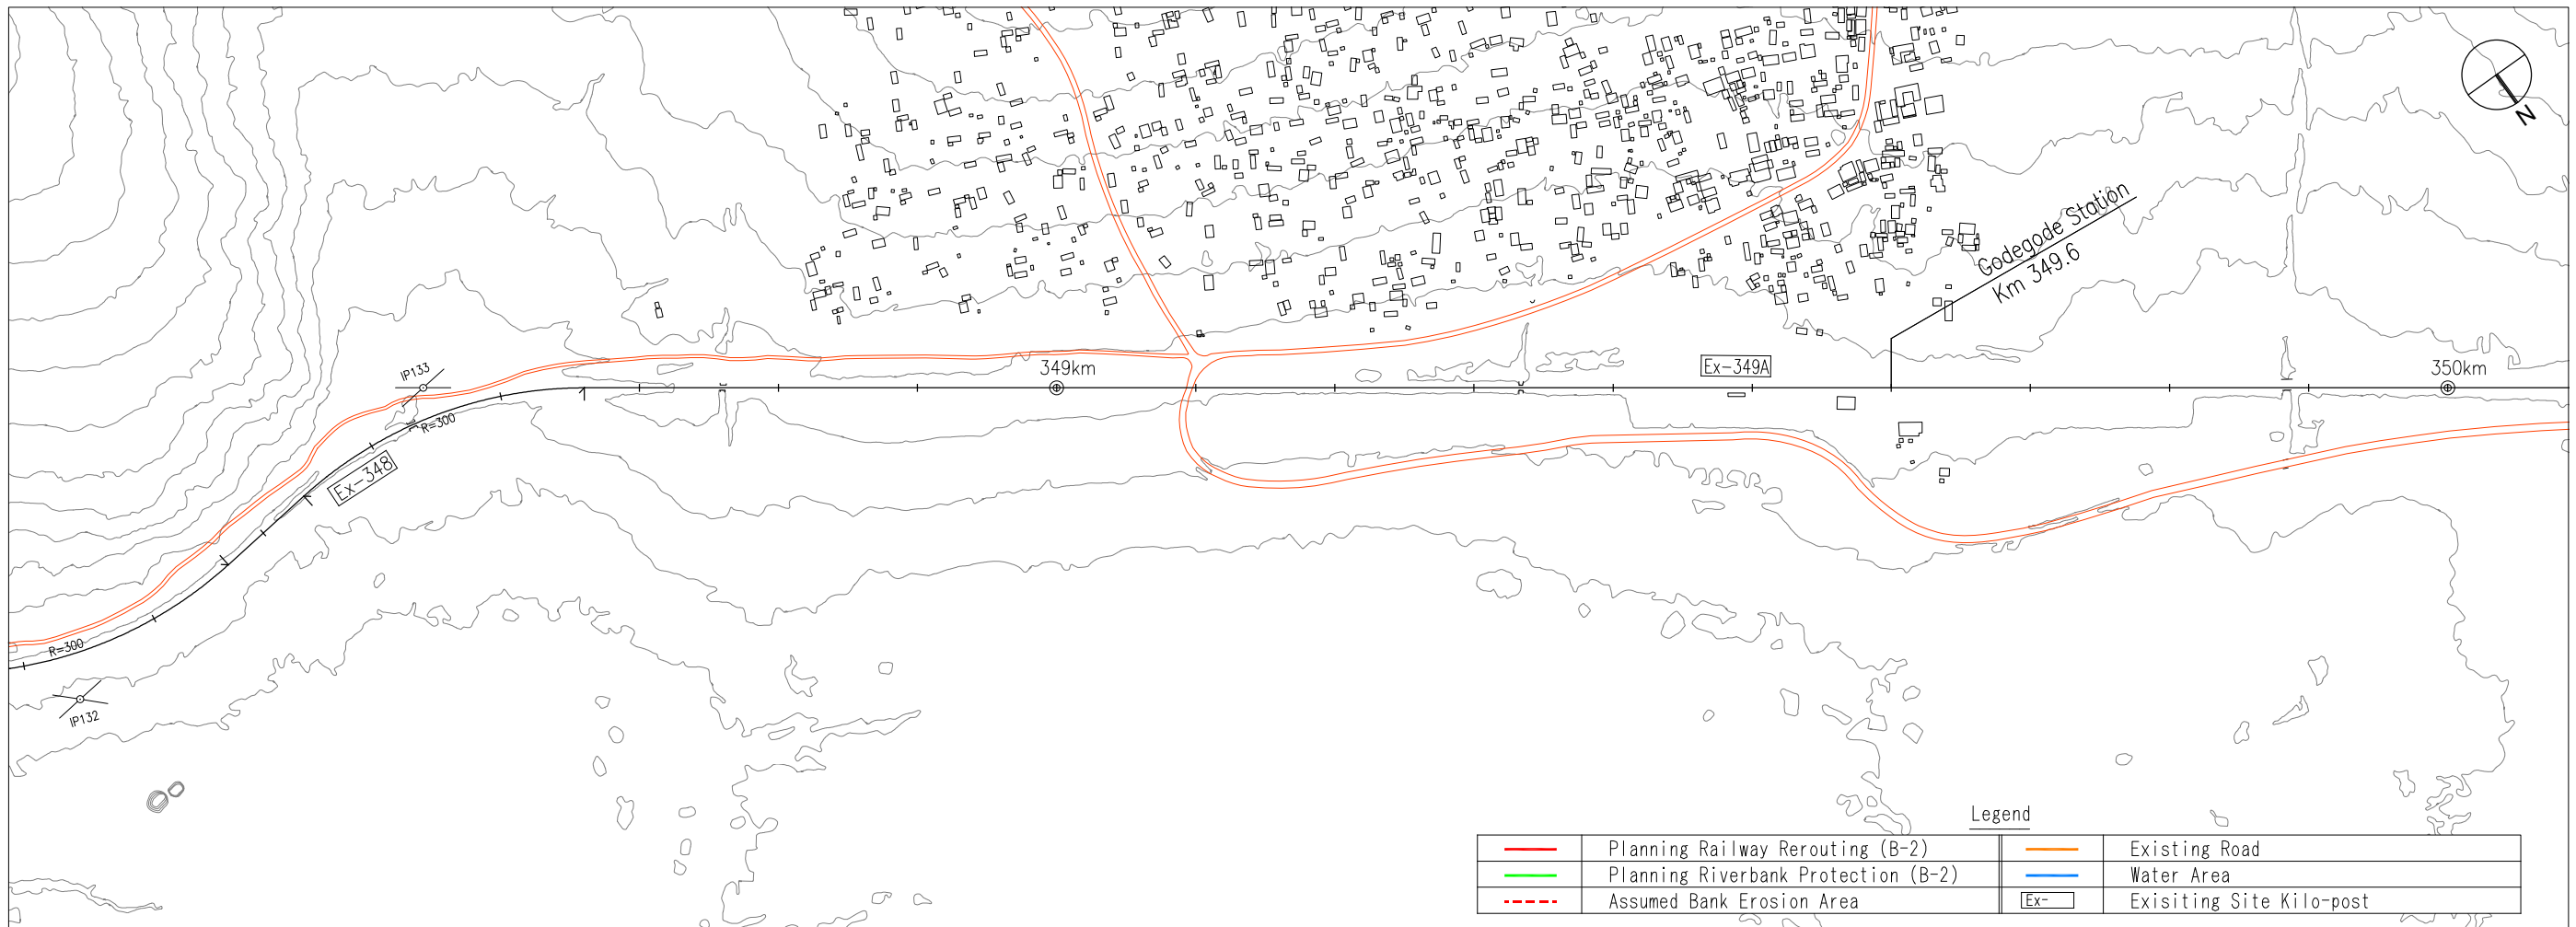 N
Godegode Station
Km 349.6
IP133
349km
Ex-349A
350km
R=300
Ex-348
R=300
IP132
Legend
Planning Railway Rerouting (B-2)
Existing Road
Planning Riverbank Protection (B-2)
Water Area
Assumed Bank Erosion Area
Ex-
Exisiting Site Kilo-post